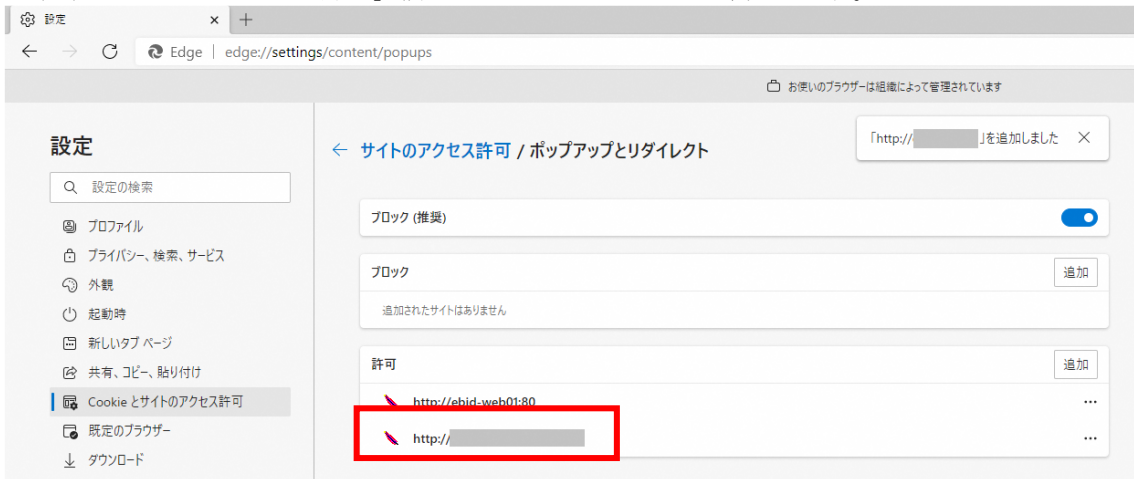 設定
Edge edge://settings/content/popups
お使いのブラウザーは組織によって管理されています
「http:// 」を追加しました
設定
設定の検索
プロファイル
プライバシー、検索、サービス
外観
起動時
新しいタブ ページ
共有、コピー、貼り付け
Cookie とサイトのアクセス許可
既定のブラウザー
ダウンロード
サイトのアクセス許可 / ポップアップとリダイレクト
ブロック (推奨)
ブロック
追加
追加されたサイトはありません
許可
追加
http://ebid-web01:80
http://